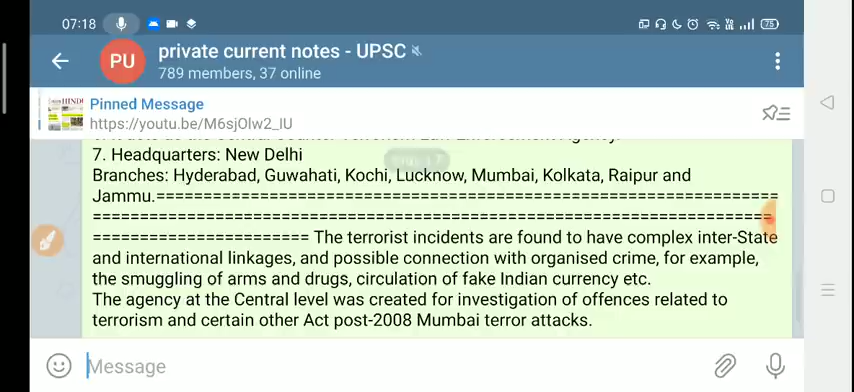 07:18
75
private current notes - UPSC
PU
789 members, 37 online
Pinned Message
https://youtu.be/M6sjOlw2_IU
7. Headquarters: New Delhi
Branches: Hyderabad, Guwahati, Kochi, Lucknow, Mumbai, Kolkata, Raipur and
Jammu.====================================================================
=====================================================================
====================== The terrorist incidents are found to have complex inter-State
and international linkages, and possible connection with organised crime, for example,
the smuggling of arms and drugs, circulation of fake Indian currency etc.
The agency at the Central level was created for investigation of offences related to
terrorism and certain other Act post-2008 Mumbai terror attacks.
Message